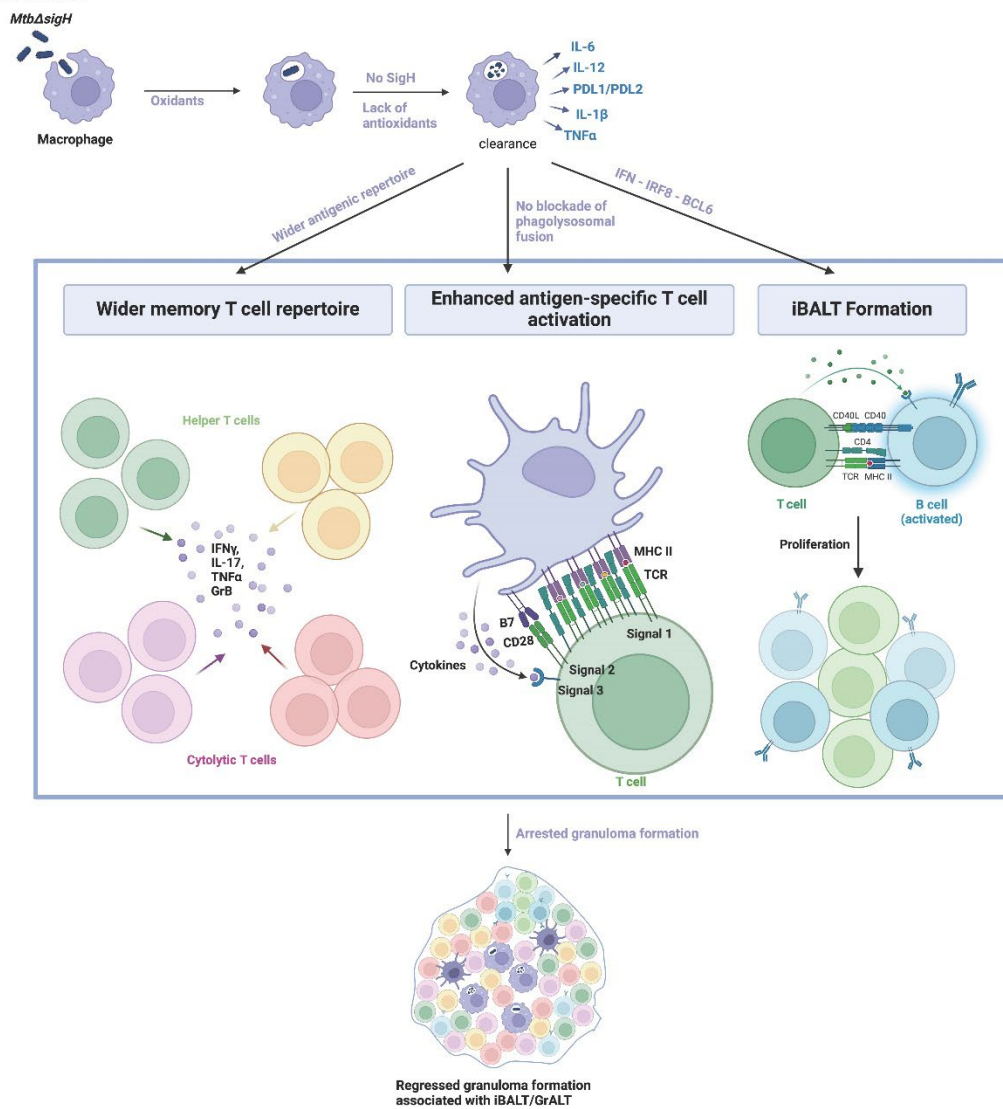 MtbΔsigH
Macrophage
Oxidants
No SigH
Lack of
antioxidants
clearance
IL-6
IL-12
PDL1/PDL2
IL-1β
TNFα
Wider antigenic repertoire
No blockade of
phagolysosomal
fusion
IFN - IRF8 - BCL6
Wider memory T cell repertoire
Enhanced antigen-specific T cell
activation
iBALT Formation
Helper T cells
IFNγ,
IL-17,
TNFα
GrB
Cytolytic T cells
MHC II
TCR
B7
CD28
Cytokines
Signal 1
Signal 2
Signal 3
T cell
CD40L CD40
CD4
TCR MHC II
T cell
B cell
(activated)
Proliferation
Arrested granuloma formation
Regressed granuloma formation
associated with iBALT/GrALT